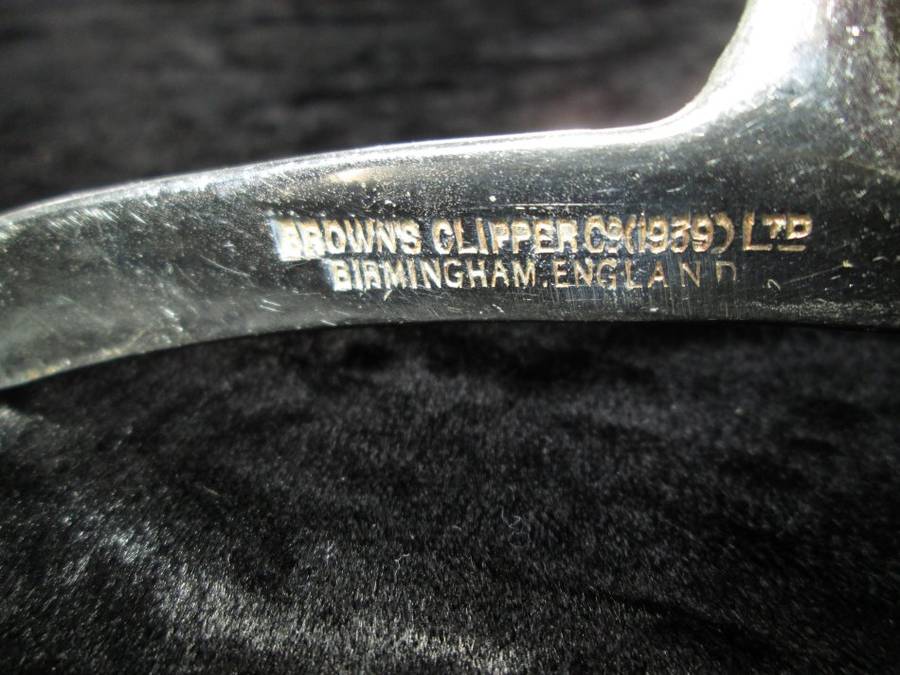 BROWN'S CLIPPER Co (1939) LTD
BIRMINGHAM. ENGLAND